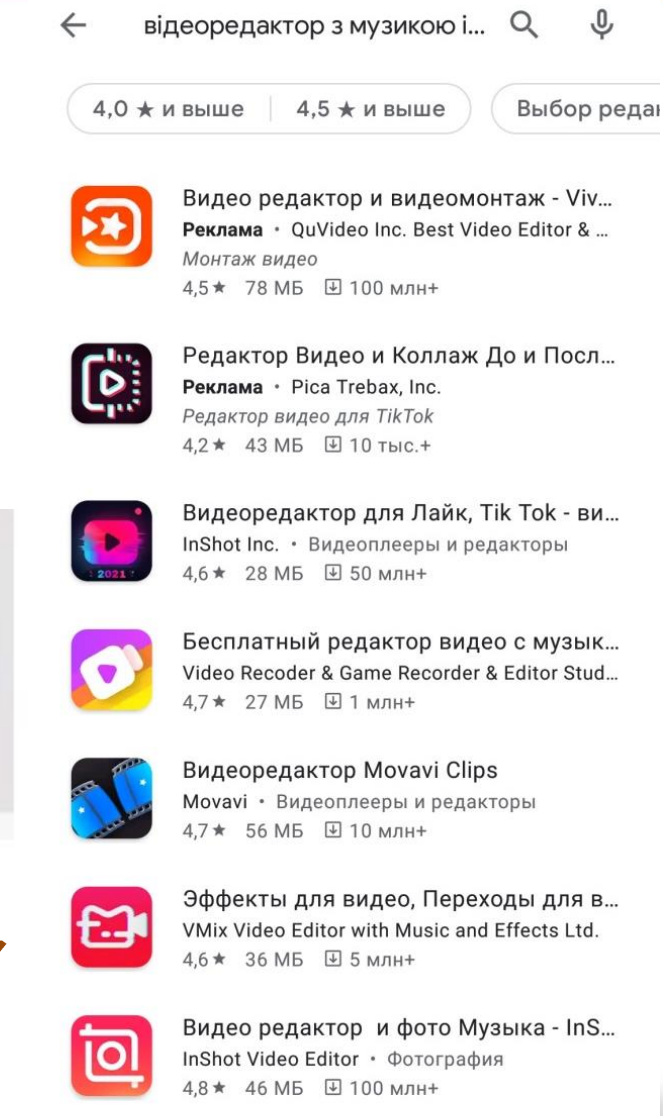 відеоредактор з музикою і...
4,0 ★ и выше
4,5 ★ и выше
Выбор редак
Видео редактор и видеомонтаж - Viv...
Реклама • QuVideo Inc. Best Video Editor & ...
Монтаж видео
4,5★ 78 МБ 100 млн+
Редактор Видео и Коллаж До и Посл...
Реклама • Pica Trebax, Inc.
Редактор видео для TikTok
4,2★ 43 МБ 10 тыс.+
Видеоредактор для Лайк, Tik Tok - ви...
InShot Inc. • Видеоплееры и редакторы
4,6★ 28 МБ 50 млн+
2021
Бесплатный редактор видео с музык...
Video Recoder & Game Recorder & Editor Stud...
4,7★ 27 МБ 1 млн+
Видеоредактор Movavi Clips
Movavi • Видеоплееры и редакторы
4,7★ 56 МБ 10 млн+
Эффекты для видео, Переходы для в...
VMix Video Editor with Music and Effects Ltd.
4,6★ 36 МБ 5 млн+
Видео редактор и фото Музыка - InS...
InShot Video Editor • Фотография
4,8★ 46 МБ 100 млн+